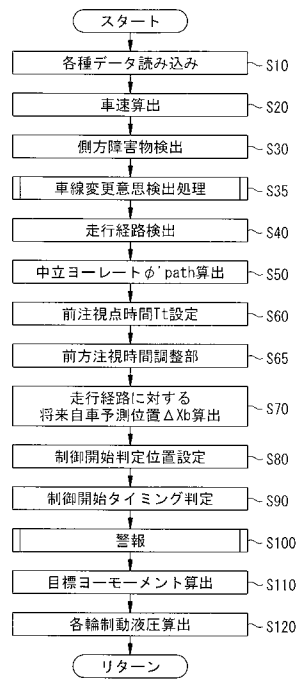 スタート
各種データ読み込み
S10
車速算出
S20
側方障害物検出
S30
車線変更意思検出処理
S35
走行経路検出
S40
中立ヨーレートφ'path算出
S50
前注視点時間Tt設定
S60
前方注視時間調整部
S65
走行経路に対する
将来自車予測位置ΔXb算出
S70
制御開始判定位置設定
S80
制御開始タイミング判定
S90
警報
S100
目標ヨーモーメント算出
S110
各輪制動液圧算出
S120
リターン